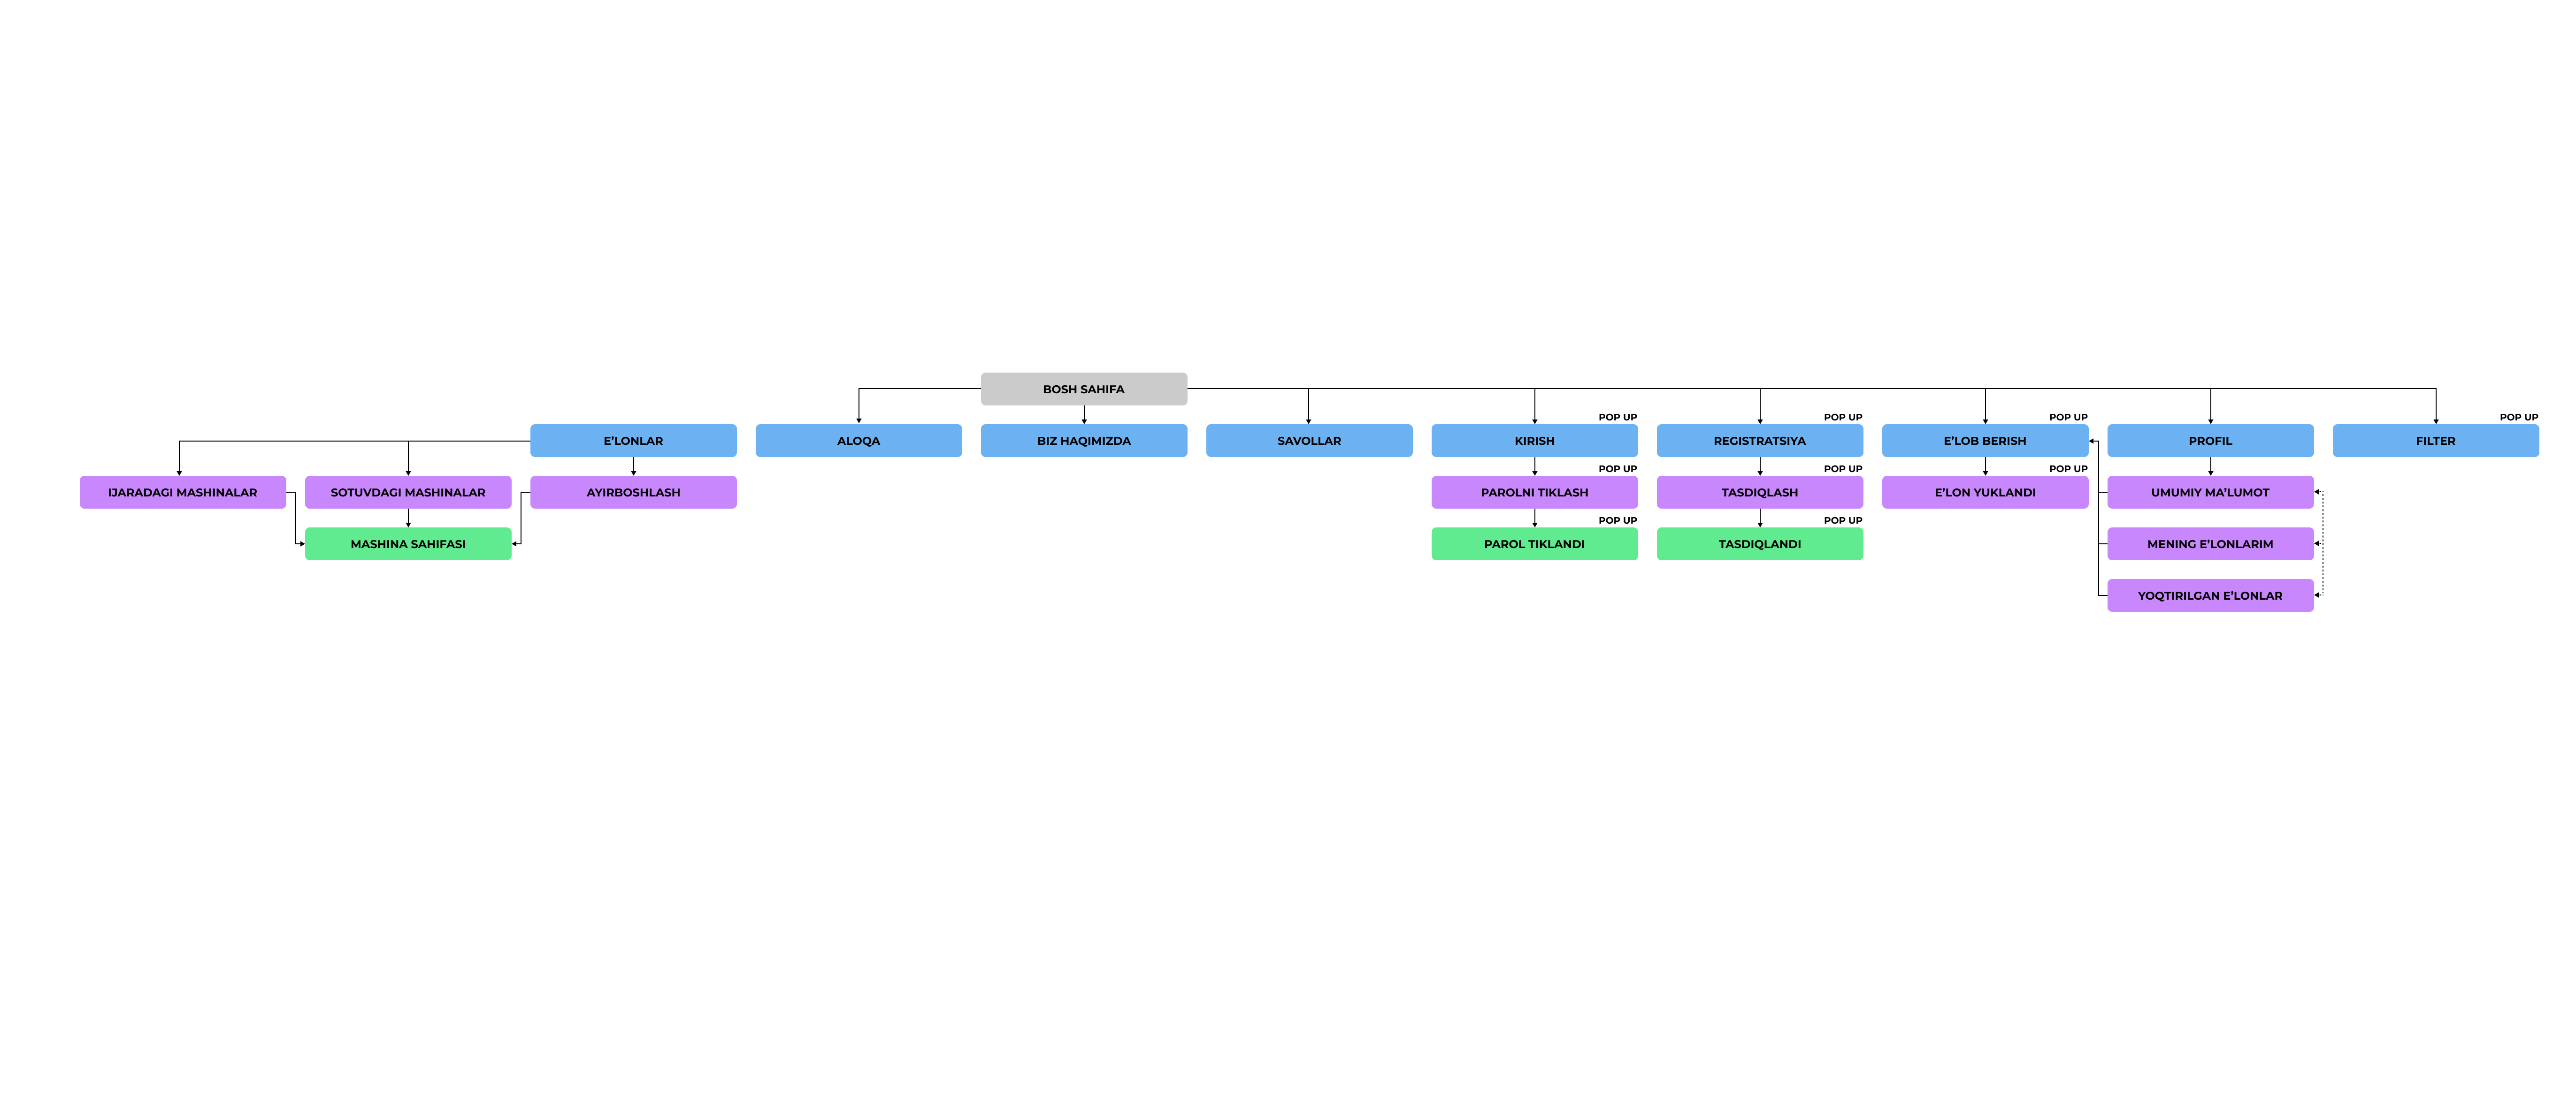 BOSH SAHIFA
POP UP
POP UP
POP UP
POP UP
E’LONLAR
ALOQA
BIZ HAQIMIZDA
SAVOLLAR
KIRISH
REGISTRATSIYA
E’LOB BERISH
PROFIL
FILTER
POP UP
POP UP
POP UP
IJARADAGI MASHINALAR
SOTUVDAGI MASHINALAR
AYIRBOSHLASH
PAROLNI TIKLASH
TASDIQLASH
E’LON YUKLANDI
UMUMIY MA’LUMOT
POP UP
POP UP
MASHINA SAHIFASI
PAROL TIKLANDI
TASDIQLANDI
MENING E’LONLARIM
YOQTIRILGAN E’LONLAR